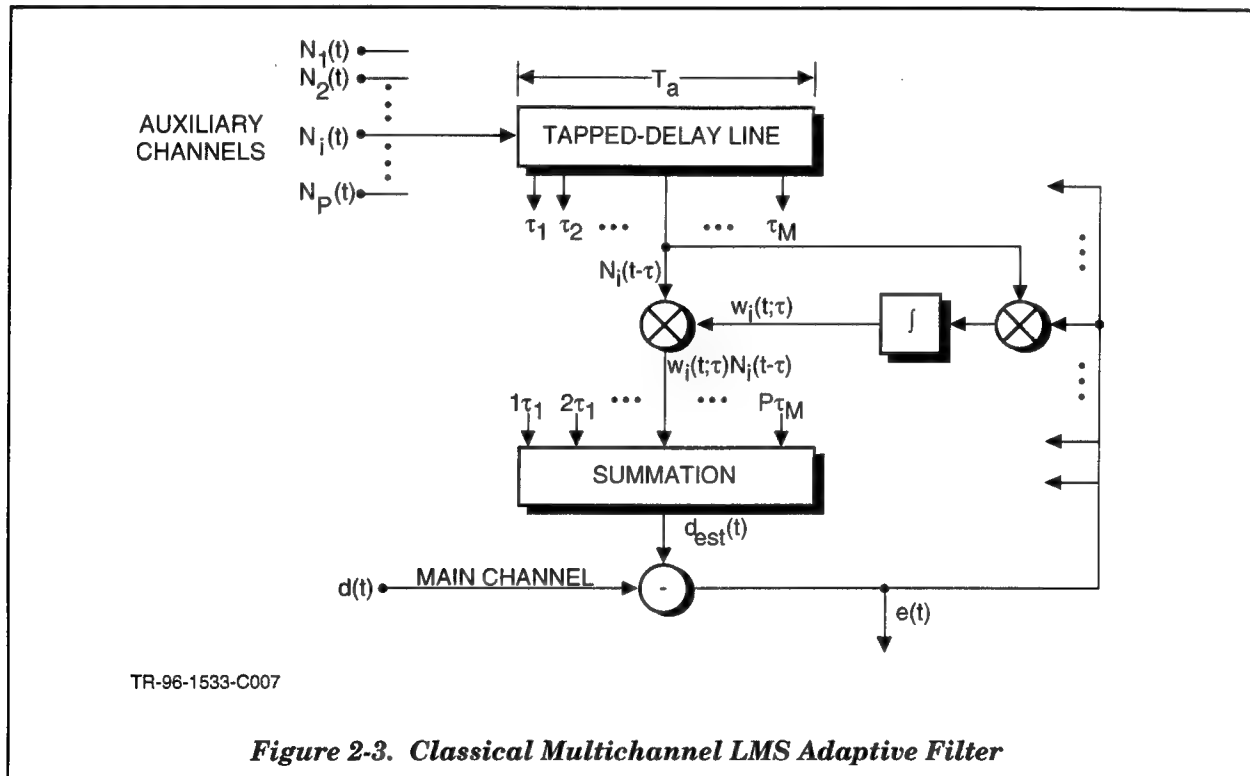 N1(t)
N2(t)
AUXILIARY
CHANNELS
Ni(t)
NP(t)
Ta
TAPPED-DELAY LINE
τ1 τ2 ••• ••• τM
Ni(t-τ)
wi(t;τ)
∫
wi(t;τ)Ni(t-τ)
1τ1 2τ1 ••• ••• PτM
SUMMATION
dest(t)
d(t) MAIN CHANNEL -
e(t)
TR-96-1533-C007
Figure 2-3. Classical Multichannel LMS Adaptive Filter